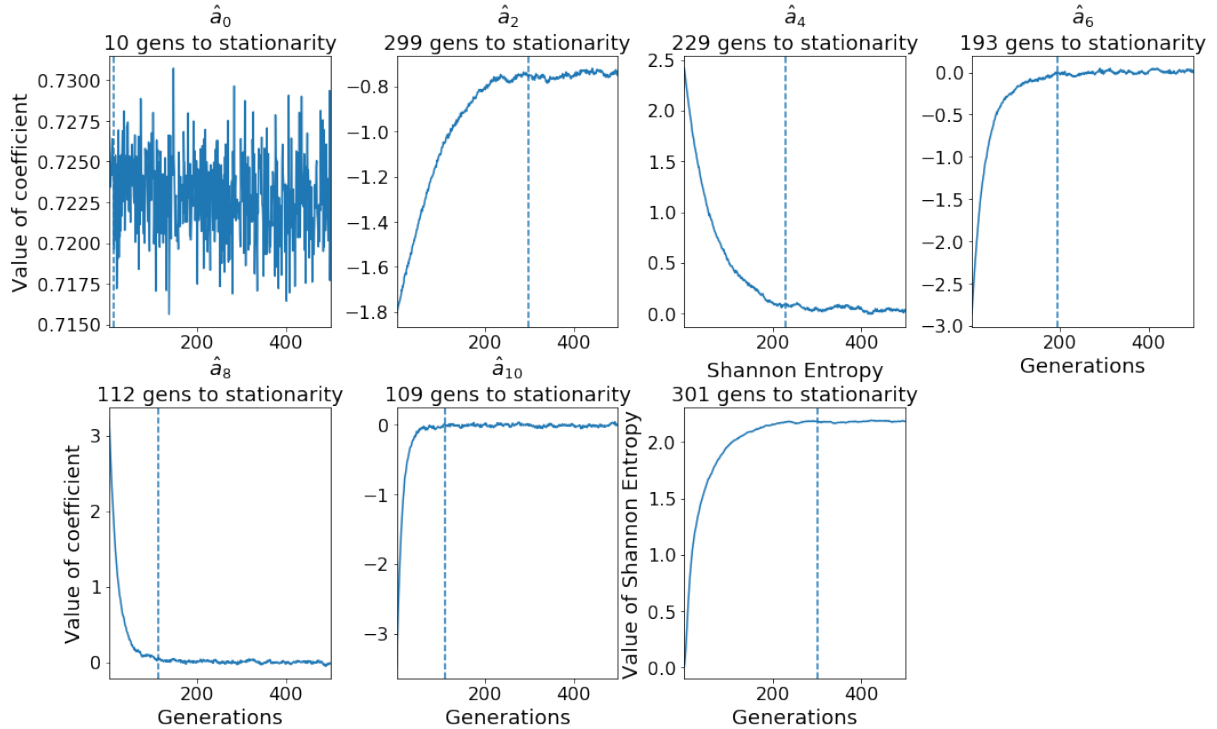 â₀
10 gens to stationarity
Value of coefficient
0.7300
0.7275
0.7250
0.7225
0.7200
0.7175
0.7150
200 400
â₂
299 gens to stationarity
−0.8
−1.0
−1.2
−1.4
−1.6
−1.8
200 400
â₄
229 gens to stationarity
2.5
2.0
1.5
1.0
0.5
0.0
200 400
â₆
193 gens to stationarity
0.0
−0.5
−1.0
−1.5
−2.0
−2.5
−3.0
200 400
Generations
â₈
112 gens to stationarity
Value of coefficient
3
2
1
0
200 400
Generations
â₁₀
109 gens to stationarity
0
−1
−2
−3
200 400
Generations
Shannon Entropy
301 gens to stationarity
Value of Shannon Entropy
2.0
1.5
1.0
0.5
0.0
200 400
Generations